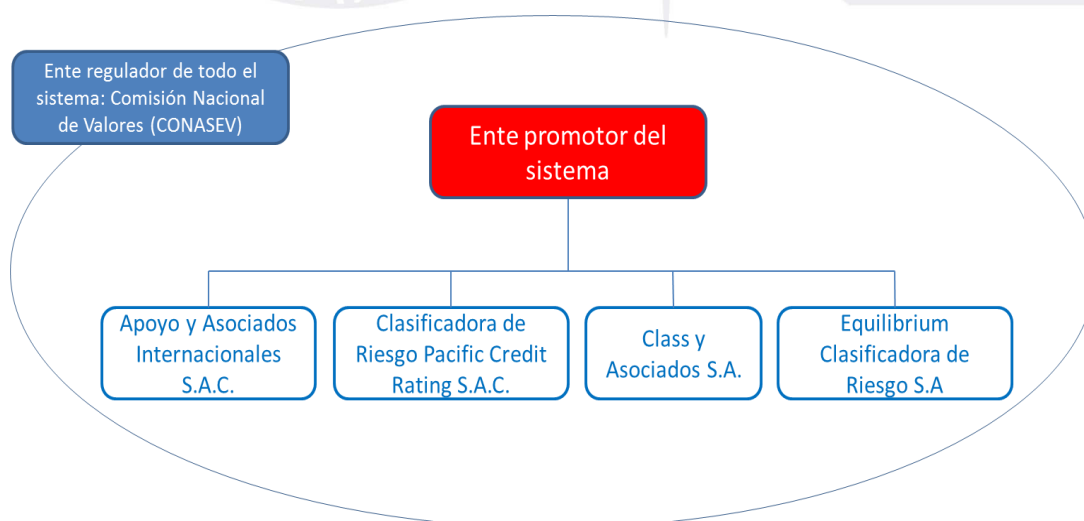 Ente regulador de todo el
sistema: Comisión Nacional
de Valores (CONASEV)
Ente promotor del
sistema
Apoyo y Asociados
Internacionales
S.A.C.
Clasificadora de
Riesgo Pacific Credit
Rating S.A.C.
Class y
Asociados S.A.
Equilibrium
Clasificadora de
Riesgo S.A